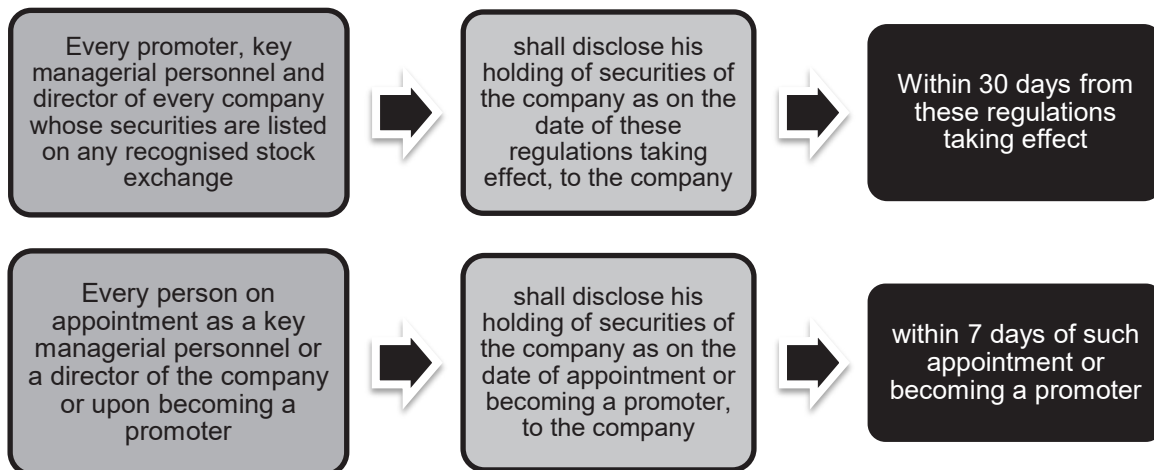 Every promoter, key
managerial personnel and
director of every company
whose securities are listed
on any recognised stock
exchange
shall disclose his
holding of securities of
the company as on the
date of these
regulations taking
effect, to the company
Within 30 days from
these regulations
taking effect
Every person on
appointment as a key
managerial personnel or
a director of the company
or upon becoming a
promoter
shall disclose his
holding of securities of
the company as on the
date of appointment or
becoming a promoter,
to the company
within 7 days of such
appointment or
becoming a promoter